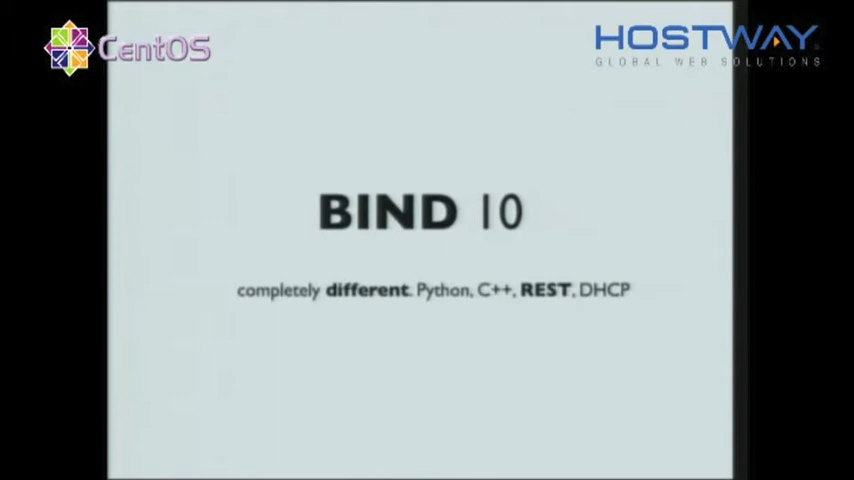 CentOS
HOSTWAY
GLOBAL WEB SOLUTIONS
BIND 10
completely different. Python, C++, REST, DHCP